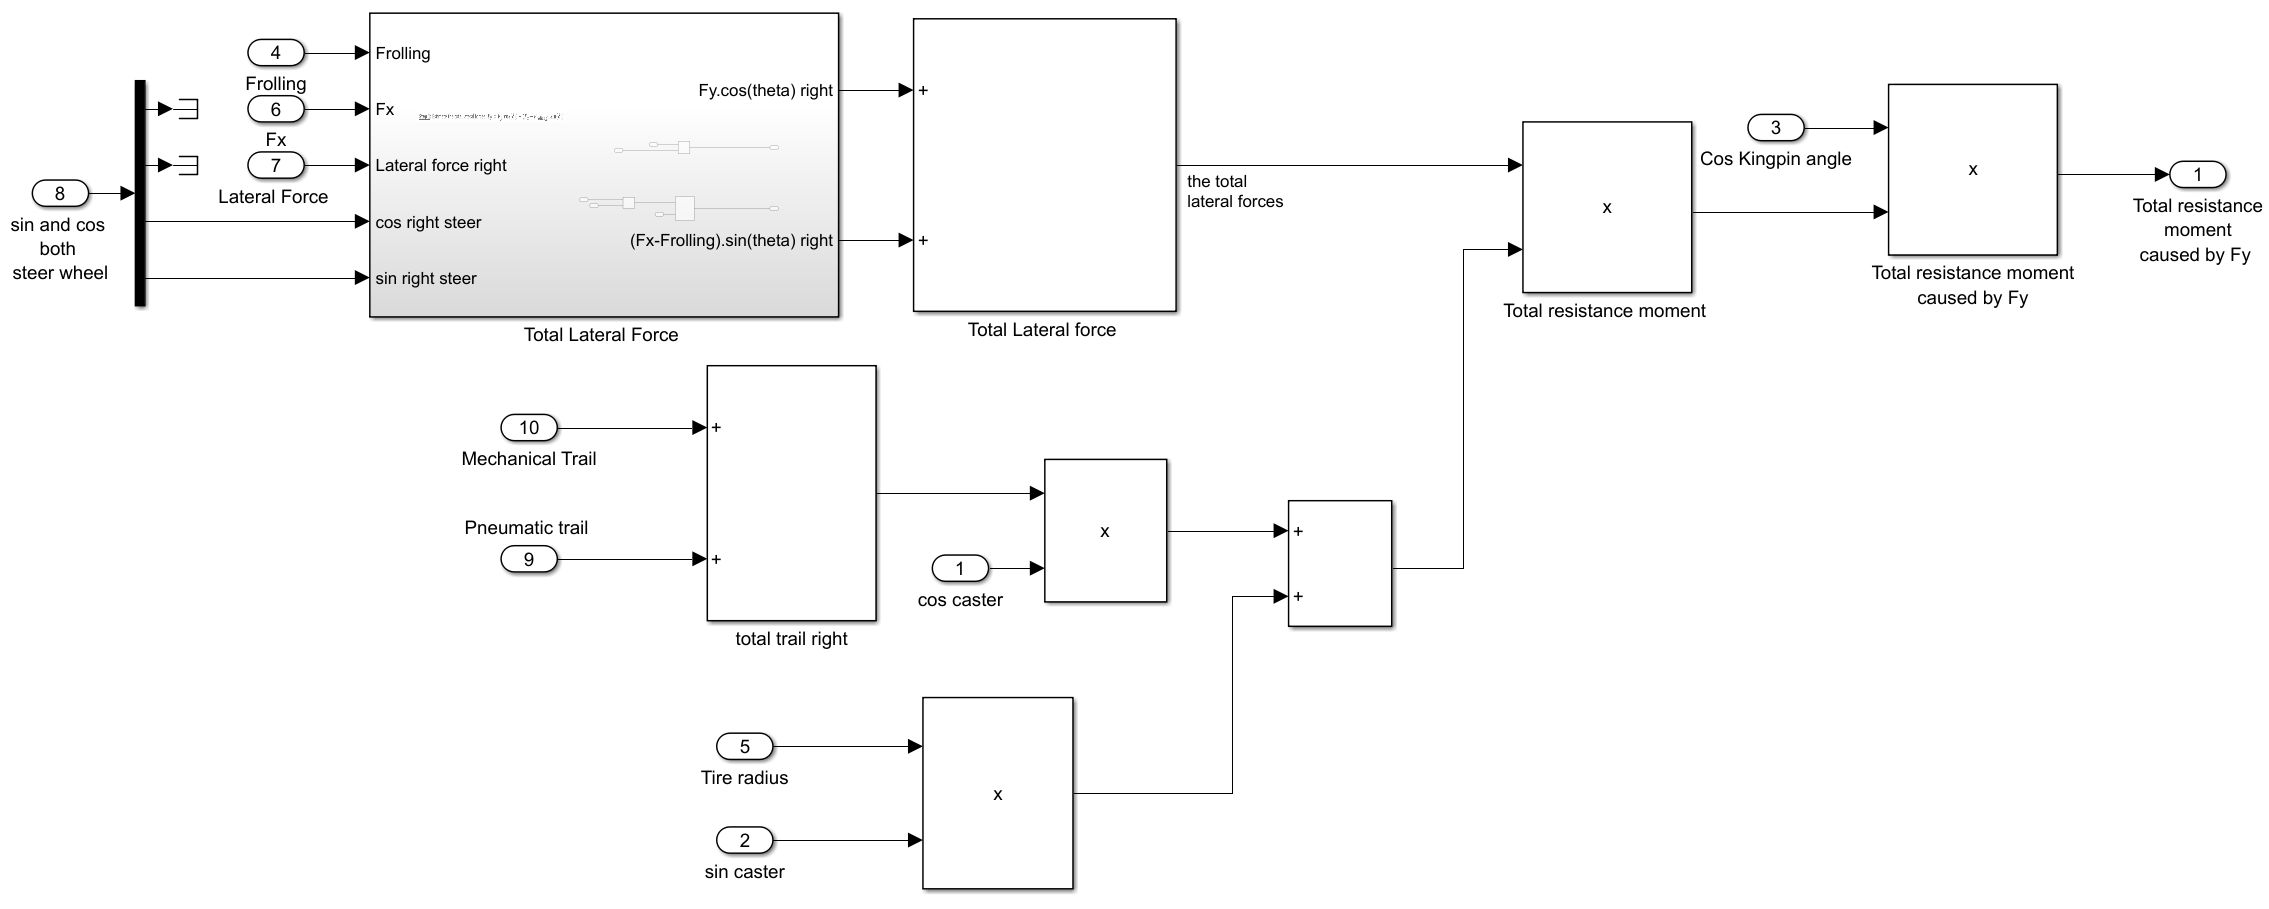 4
Frolling
6
Fx
7
Lateral Force
8
sin and cos
both
steer wheel
Frolling
Fx
Lateral force right
cos right steer
sin right steer
Fy.cos(theta) right
(Fx-Frolling).sin(theta) right
Total Lateral Force
+
+
Total Lateral force
the total
lateral forces
x
Total resistance moment
3
Cos Kingpin angle
x
Total resistance moment
caused by Fy
1
Total resistance
moment
caused by Fy
10
Mechanical Trail
Pneumatic trail
9
+
+
total trail right
1
cos caster
x
+
+
5
Tire radius
2
sin caster
x